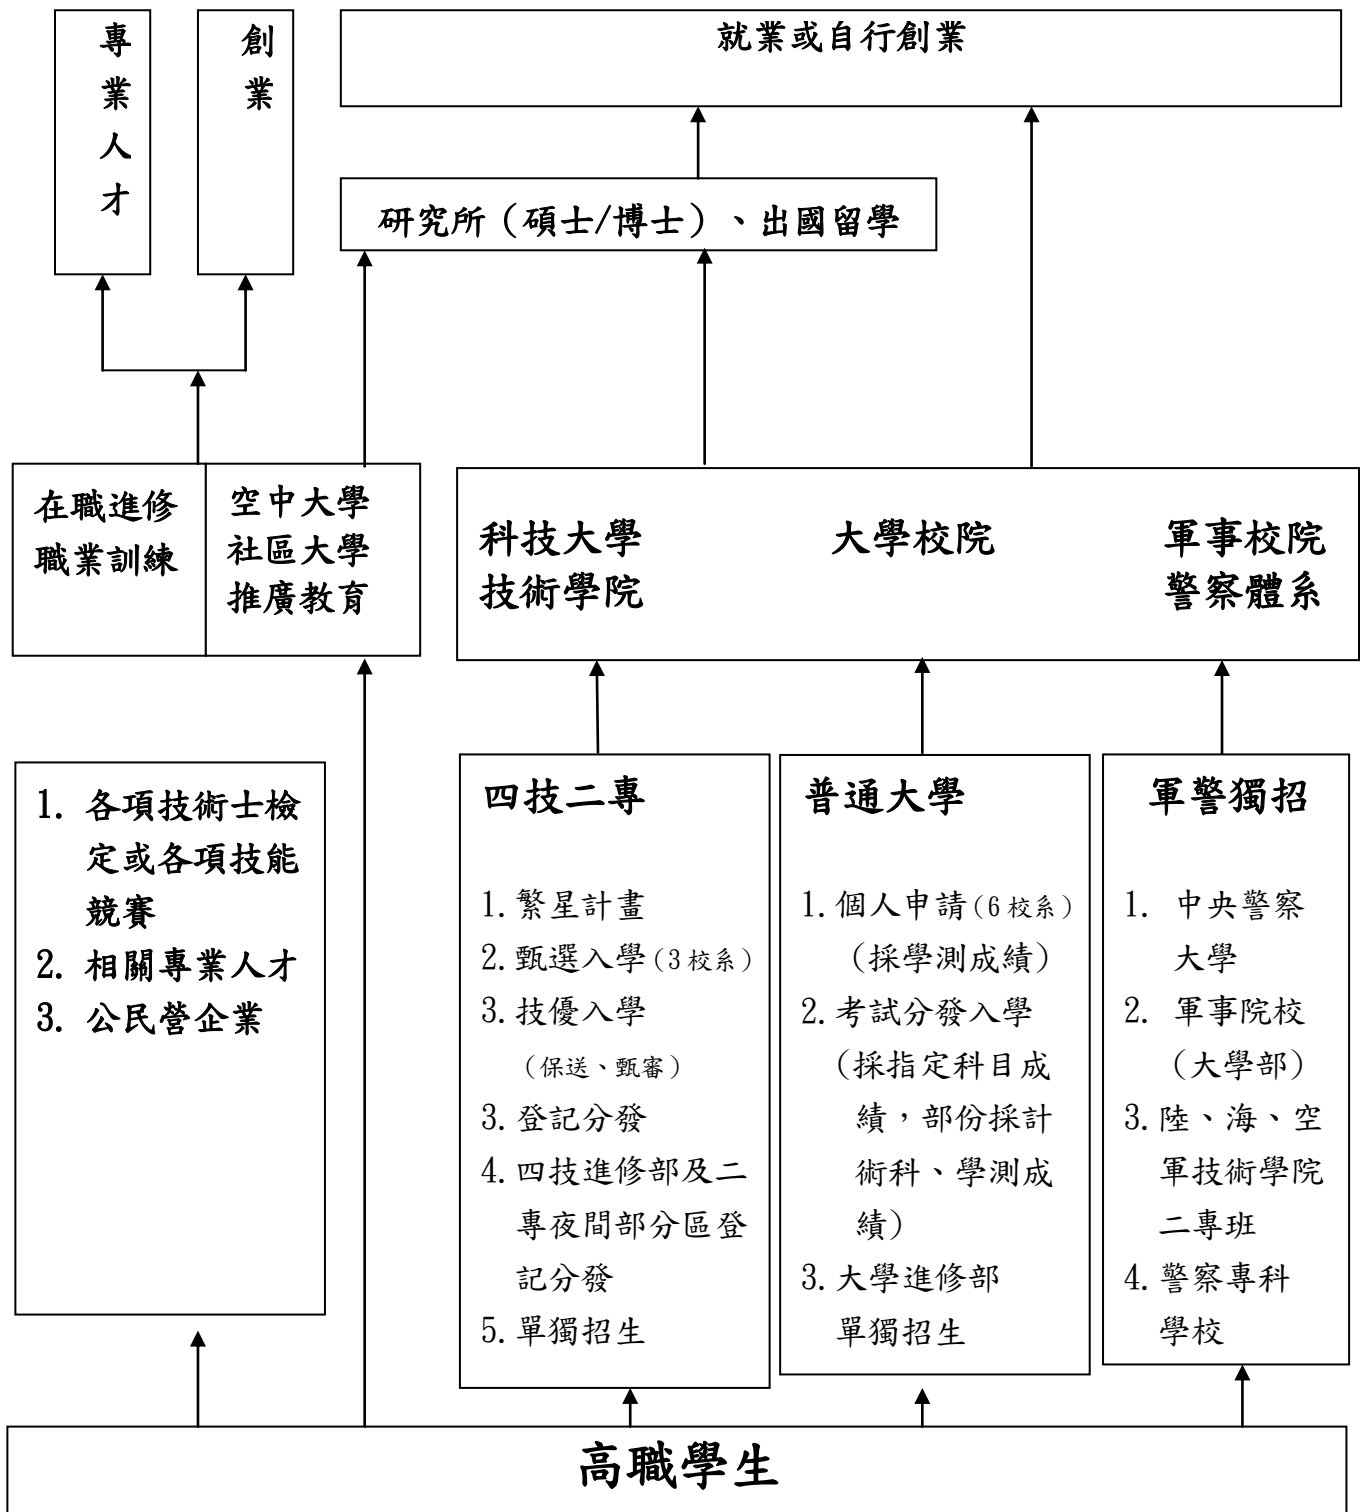 專
業
人
才
創
業
就業或自行創業
研究所（碩士/博士）、出國留學
在職進修
職業訓練
空中大學
社區大學
推廣教育
科技大學
技術學院
大學校院
軍事校院
警察體系
1. 各項技術士檢
定或各項技能
競賽
2. 相關專業人才
3. 公民營企業
四技二專
1. 繁星計畫
2. 甄選入學(3校系)
3. 技優入學
（保送、甄審）
3. 登記分發
4. 四技進修部及二
專夜間部分區登
記分發
5. 單獨招生
普通大學
1. 個人申請(6校系)
（採學測成績）
2. 考試分發入學
（採指定科目成
績，部份採計
術科、學測成
績）
3. 大學進修部
單獨招生
軍警獨招
1. 中央警察
大學
2. 軍事院校
（大學部）
3. 陸、海、空
軍技術學院
二專班
4. 警察專科
學校
高職學生